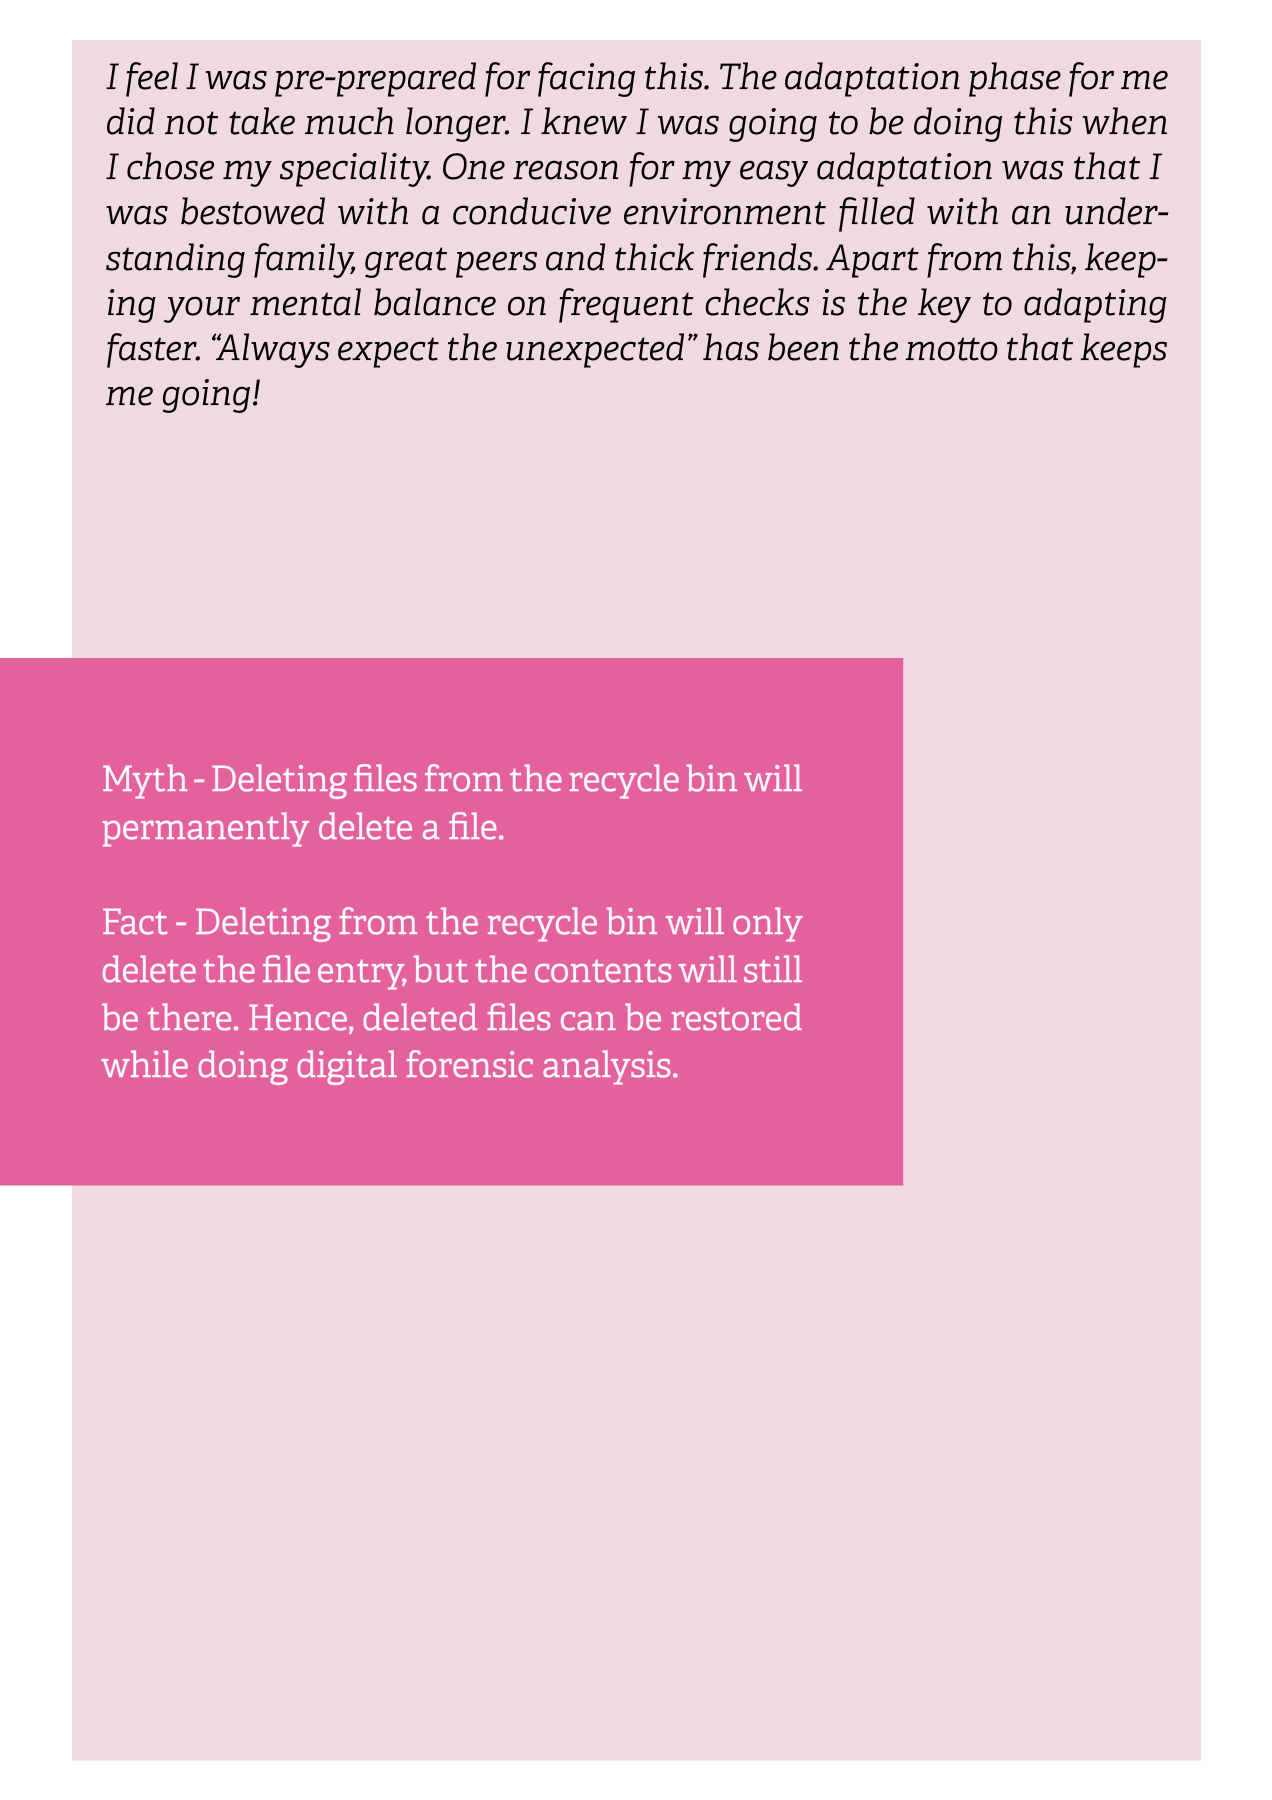 I feel I was pre-prepared for facing this. The adaptation phase for me
did not take much longer. I knew I was going to be doing this when
I chose my speciality. One reason for my easy adaptation was that I
was bestowed with a conducive environment filled with an under-
standing family, great peers and thick friends. Apart from this, keep-
ing your mental balance on frequent checks is the key to adapting
faster. “Always expect the unexpected” has been the motto that keeps
me going!
Myth - Deleting files from the recycle bin will
permanently delete a file.
Fact - Deleting from the recycle bin will only
delete the file entry, but the contents will still
be there. Hence, deleted files can be restored
while doing digital forensic analysis.